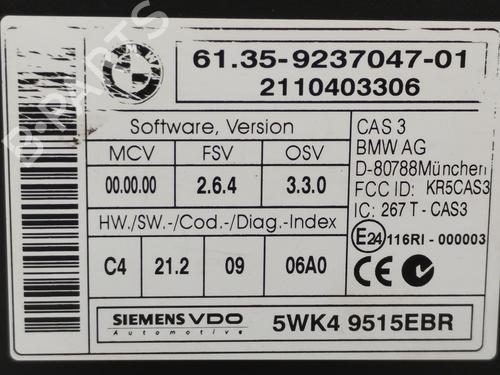 BMW
61.35-9237047-01
2110403306
Software, Version
MCV FSV OSV
00.00.00 2.6.4 3.3.0
HW./SW.-/Cod.-/Diag.-Index
C4 21.2 09 06A0
CAS 3
BMW AG
D-80788München
FCC ID: KR5CAS3
IC: 267 T - CAS3
E24 116RI - 000003
CE
SIEMENS VDO
Automotive
5WK4 9515EBR
B-PARTS